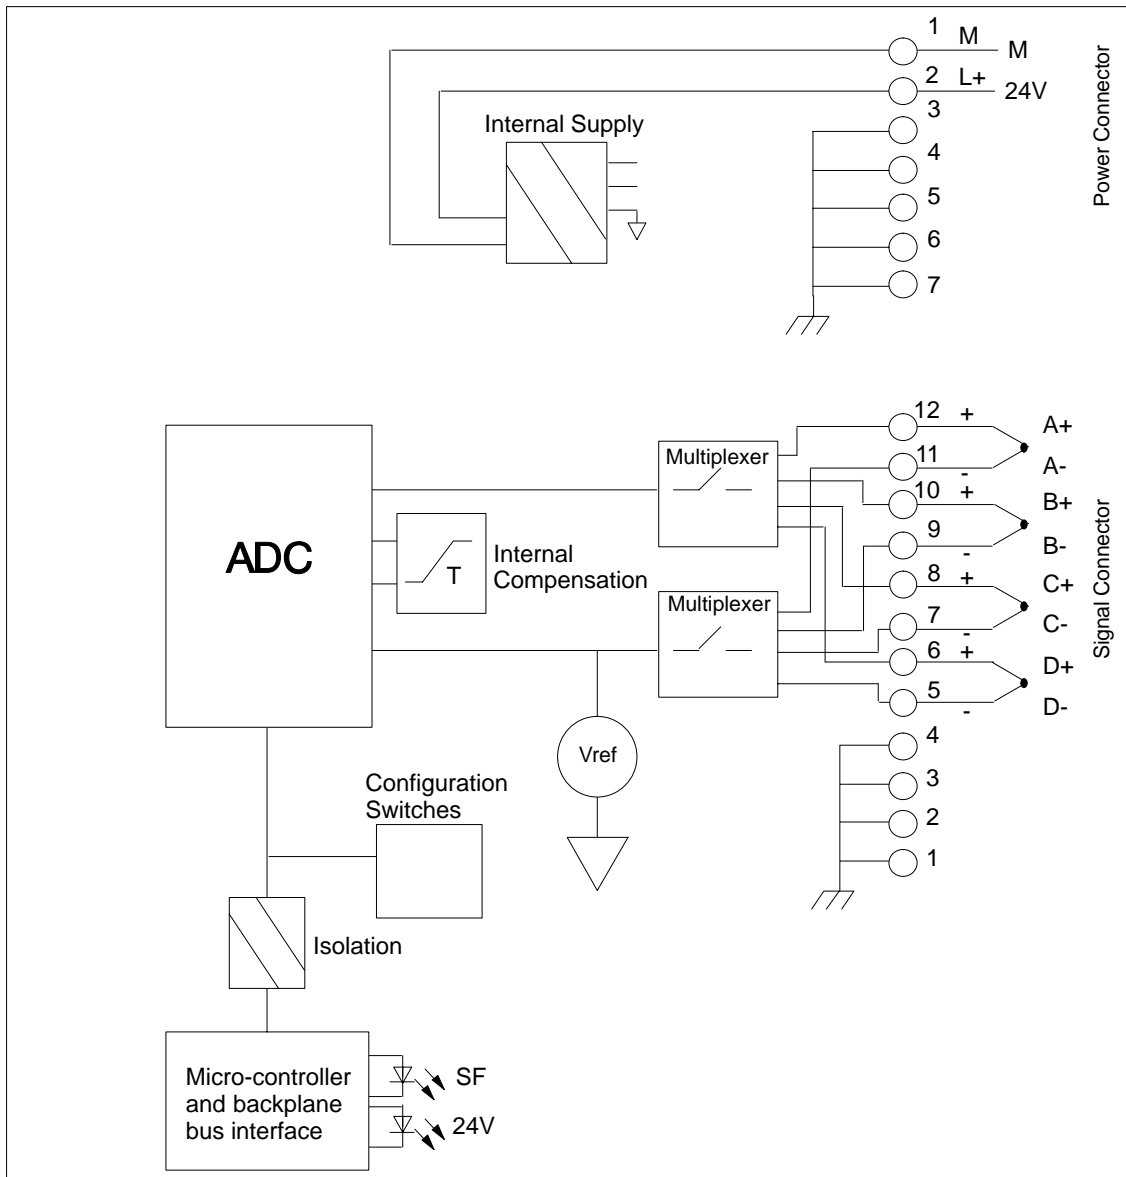 1 M M
2 L+ 24V
3
4
5
6
7
Power Connector
Internal Supply
12 + A+
11 - A-
10 + B+
9 - B-
8 + C+
7 - C-
6 + D+
5 - D-
4
3
2
1
Signal Connector
Multiplexer
Multiplexer
ADC
T
Internal
Compensation
Vref
Configuration
Switches
Isolation
Micro-controller
and backplane
bus interface
SF
24V